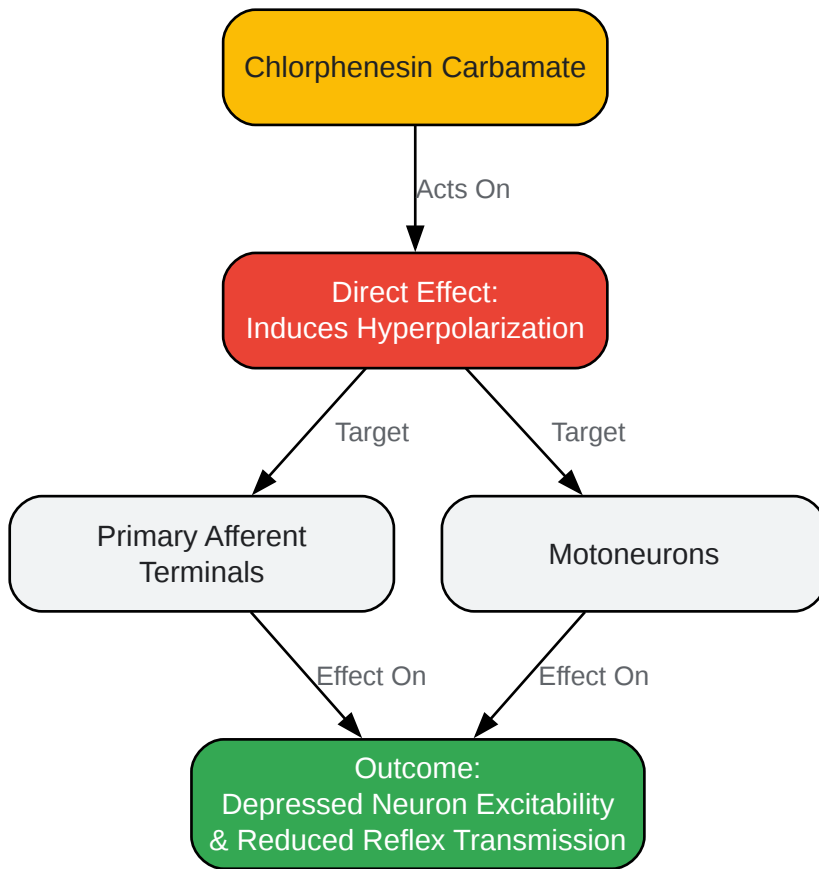 Chlorphenesin Carbamate
Acts On
Direct Effect:
Induces Hyperpolarization
Target
Target
Primary Afferent
Terminals
Motoneurons
Effect On
Effect On
Outcome:
Depressed Neuron Excitability
& Reduced Reflex Transmission